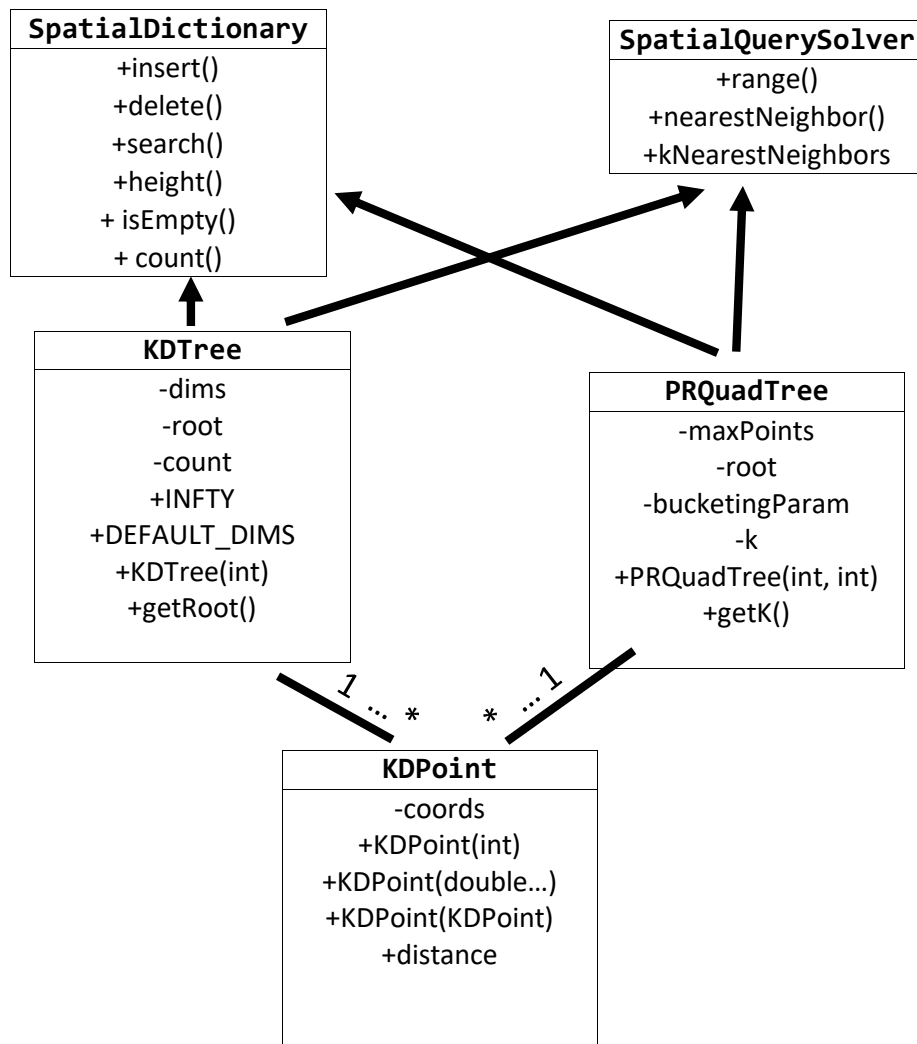 SpatialDictionary
+insert()
+delete()
+search()
+height()
+ isEmpty()
+ count()
SpatialQuerySolver
+range()
+nearestNeighbor()
+kNearestNeighbors
KDTree
-dims
-root
-count
+INFTY
+DEFAULT_DIMS
+KDTree(int)
+getRoot()
PRQuadTree
-maxPoints
-root
-bucketingParam
-k
+PRQuadTree(int, int)
+getK()
1 ... *
* ... 1
KDPoint
-coords
+KDPoint(int)
+KDPoint(double…)
+KDPoint(KDPoint)
+distance